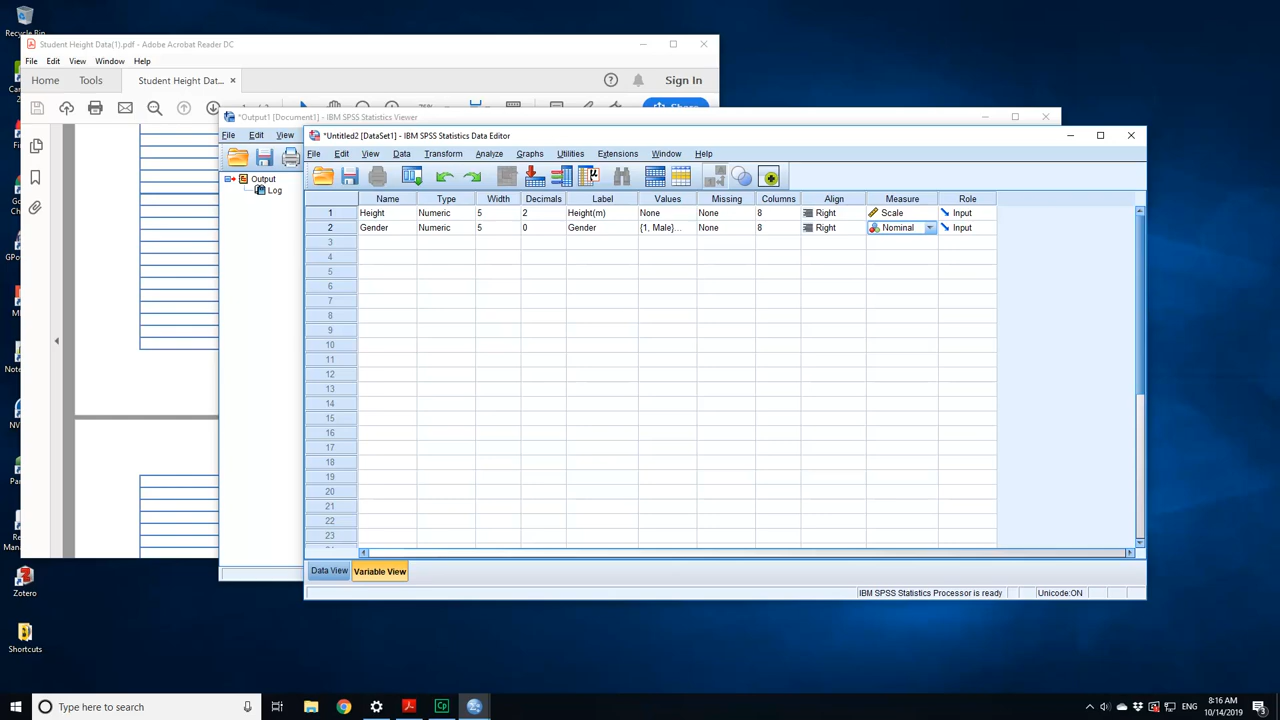 Recycle Bin
Student Height Data(1).pdf - Adobe Acrobat Reader DC
File Edit View Window Help
Home Tools Student Height Dat... × Sign In
*Output1 [Document1] - IBM SPSS Statistics Viewer
File Edit View
Output
Log
*Untitled2 [DataSet1] - IBM SPSS Statistics Data Editor
File Edit View Data Transform Analyze Graphs Utilities Extensions Window Help
Name Type Width Decimals Label Values Missing Columns Align Measure Role
1 Height Numeric 5 2 Height(m) None None 8 Right Scale Input
2 Gender Numeric 5 0 Gender {1, Male}... None 8 Right Nominal Input
3
4
5
6
7
8
9
10
11
12
13
14
15
16
17
18
19
20
21
22
23
Data View Variable View
IBM SPSS Statistics Processor is ready Unicode:ON
Zotero
Shortcuts
Type here to search
ENG
8:16 AM
10/14/2019
3